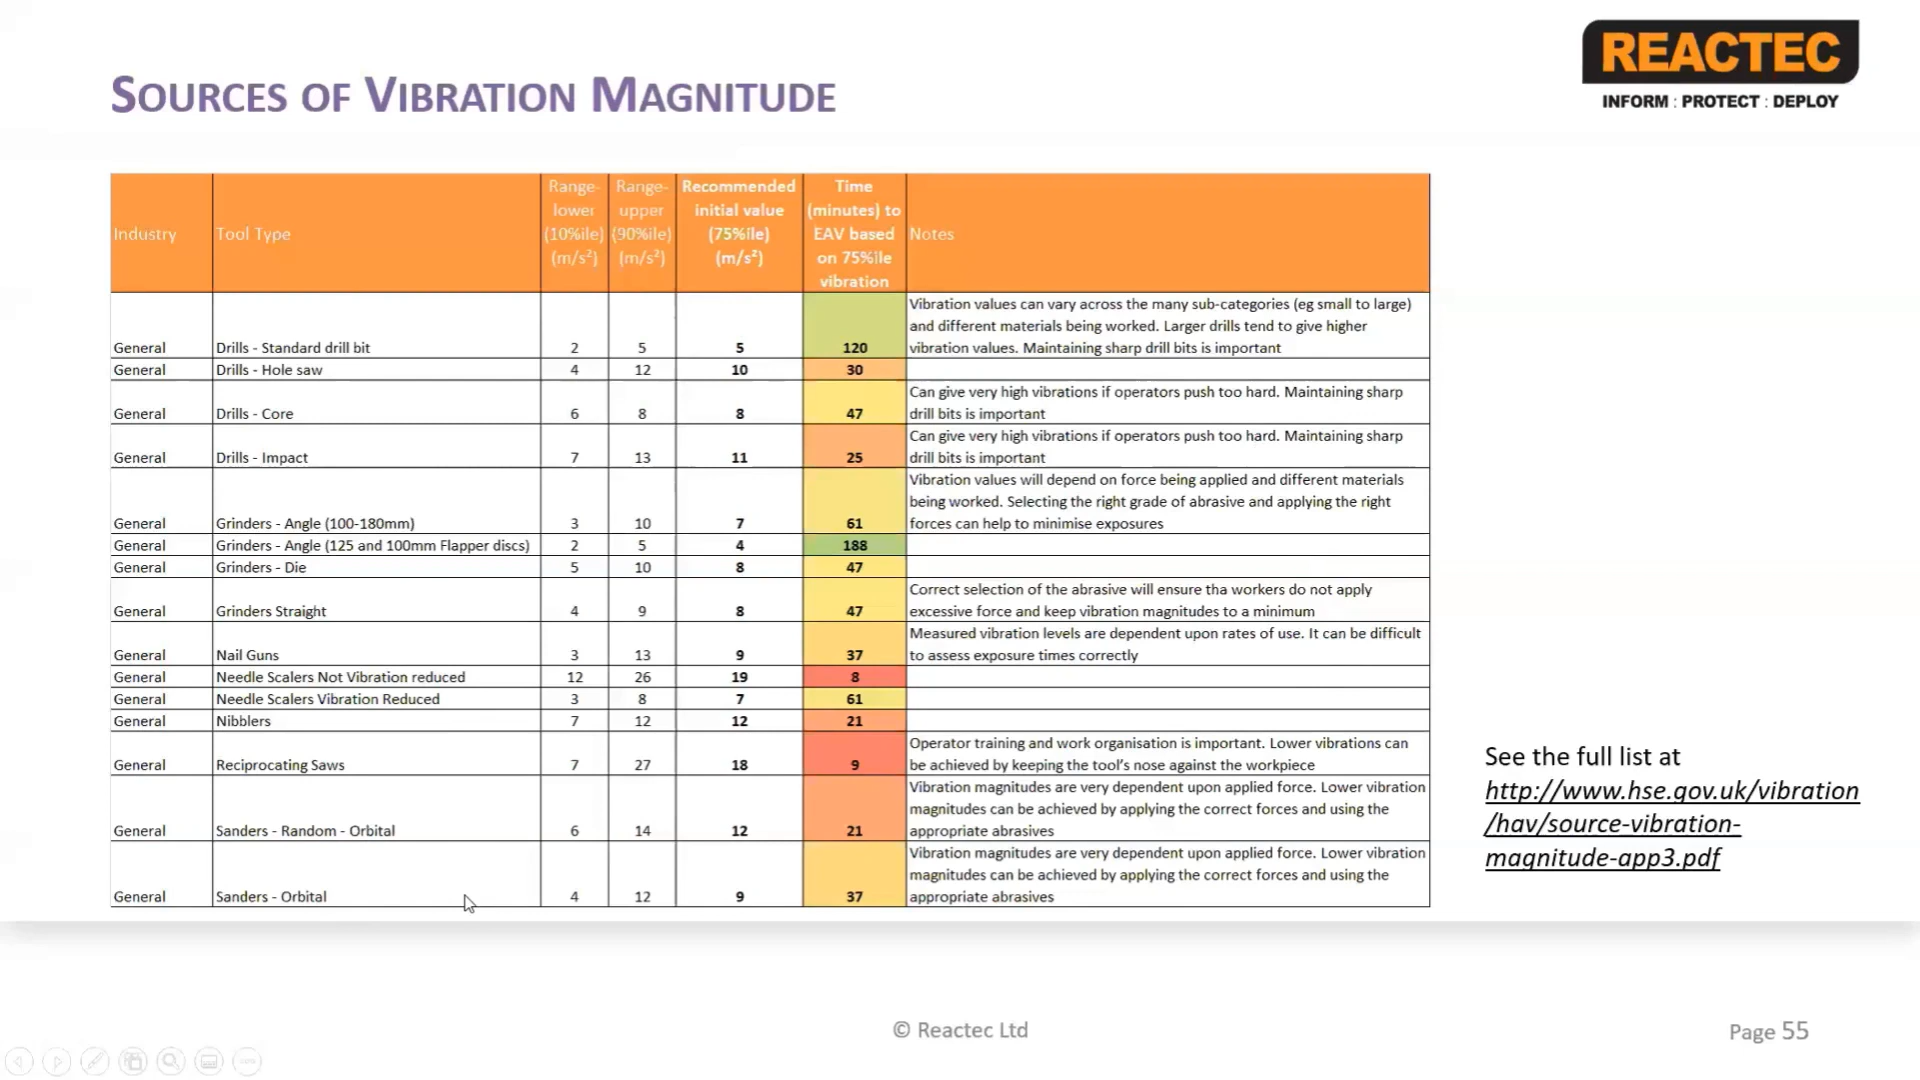 SOURCES OF VIBRATION MAGNITUDE
REACTEC
INFORM : PROTECT : DEPLOY
Industry
Tool Type
Range-
lower
(10%ile)
(m/s²)
Range-
upper
(90%ile)
(m/s²)
Recommended
initial value
(75%ile)
(m/s²)
Time
(minutes) to
EAV based
on 75%ile
vibration
Notes
Vibration values can vary across the many sub-categories (eg small to large)
and different materials being worked. Larger drills tend to give higher
General Drills - Standard drill bit 2 5 5 120 vibration values. Maintaining sharp drill bits is important
General Drills - Hole saw 4 12 10 30
Can give very high vibrations if operators push too hard. Maintaining sharp
General Drills - Core 6 8 8 47 drill bits is important
Can give very high vibrations if operators push too hard. Maintaining sharp
General Drills - Impact 7 13 11 25 drill bits is important
Vibration values will depend on force being applied and different materials
being worked. Selecting the right grade of abrasive and applying the right
General Grinders - Angle (100-180mm) 3 10 7 61 forces can help to minimise exposures
General Grinders - Angle (125 and 100mm Flapper discs) 2 5 4 188
General Grinders - Die 5 10 8 47
Correct selection of the abrasive will ensure tha workers do not apply
General Grinders Straight 4 9 8 47 excessive force and keep vibration magnitudes to a minimum
Measured vibration levels are dependent upon rates of use. It can be difficult
General Nail Guns 3 13 9 37 to assess exposure times correctly
General Needle Scalers Not Vibration reduced 12 26 19 8
General Needle Scalers Vibration Reduced 3 8 7 61
General Nibblers 7 12 12 21
Operator training and work organisation is important. Lower vibrations can
General Reciprocating Saws 7 27 18 9 be achieved by keeping the tool's nose against the workpiece
Vibration magnitudes are very dependent upon applied force. Lower vibration
magnitudes can be achieved by applying the correct forces and using the
General Sanders - Random - Orbital 6 14 12 21 appropriate abrasives
Vibration magnitudes are very dependent upon applied force. Lower vibration
magnitudes can be achieved by applying the correct forces and using the
General Sanders - Orbital 4 12 9 37 appropriate abrasives
See the full list at
http://www.hse.gov.uk/vibration
/hav/source-vibration-
magnitude-app3.pdf
© Reactec Ltd
Page 55